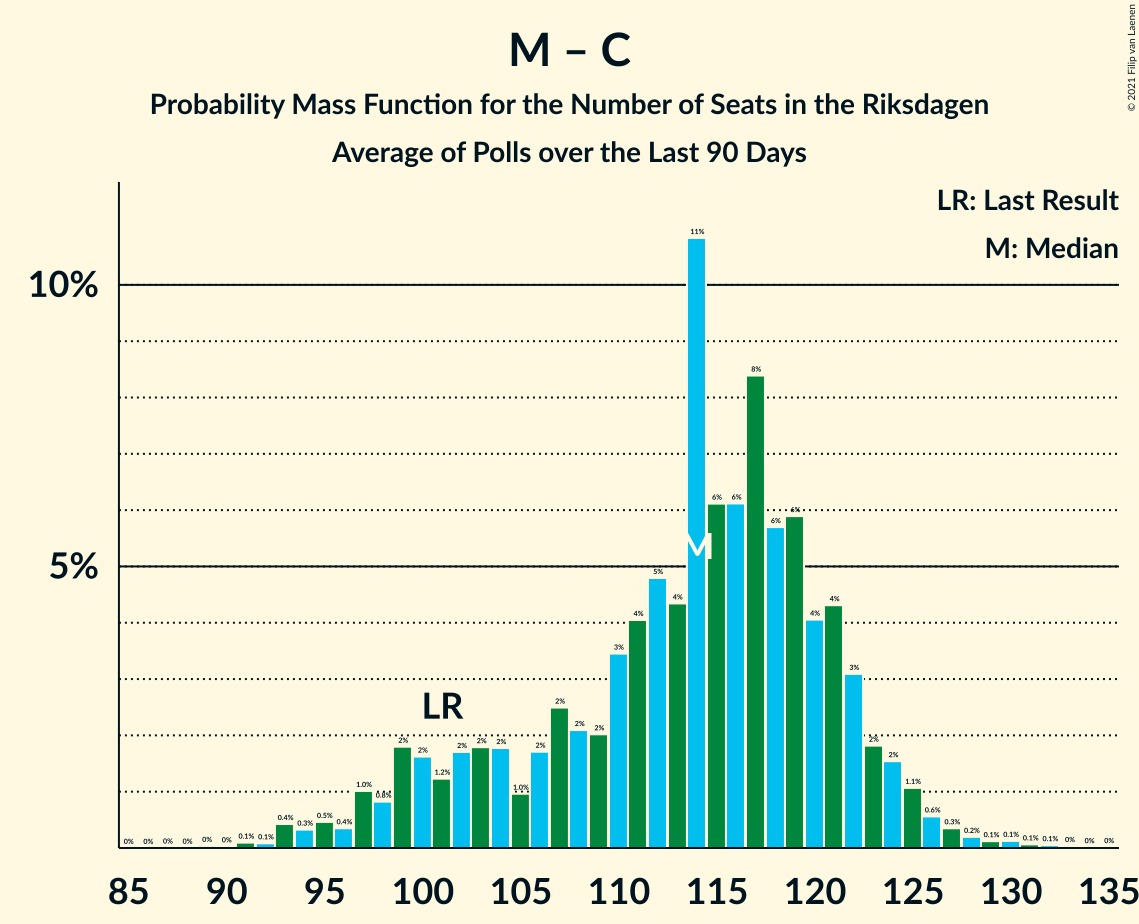 M – C
Probability Mass Function for the Number of Seats in the Riksdagen
Average of Polls over the Last 90 Days
© 2021 Filip van Laenen
LR: Last Result
M: Median
10%
5%
LR
M
0% 0% 0% 0% 0% 0% 0.1% 0.1% 0.4% 0.3% 0.5% 0.4% 1.0% 0.8% 2% 2% 1.2% 2% 2% 2% 1.0% 2% 2% 2% 2% 3% 4% 5% 4% 11% 6% 6% 8% 6% 6% 4% 4% 3% 2% 2% 1.1% 0.6% 0.3% 0.2% 0.1% 0.1% 0.1% 0.1% 0% 0% 0%
85 90 95 100 105 110 115 120 125 130 135